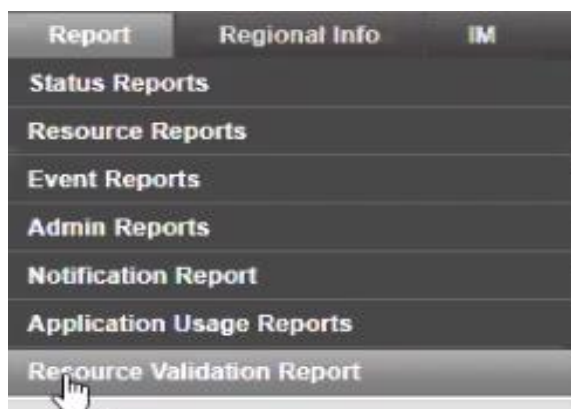 Report Regional Info IM
Status Reports
Resource Reports
Event Reports
Admin Reports
Notification Report
Application Usage Reports
Resource Validation Report